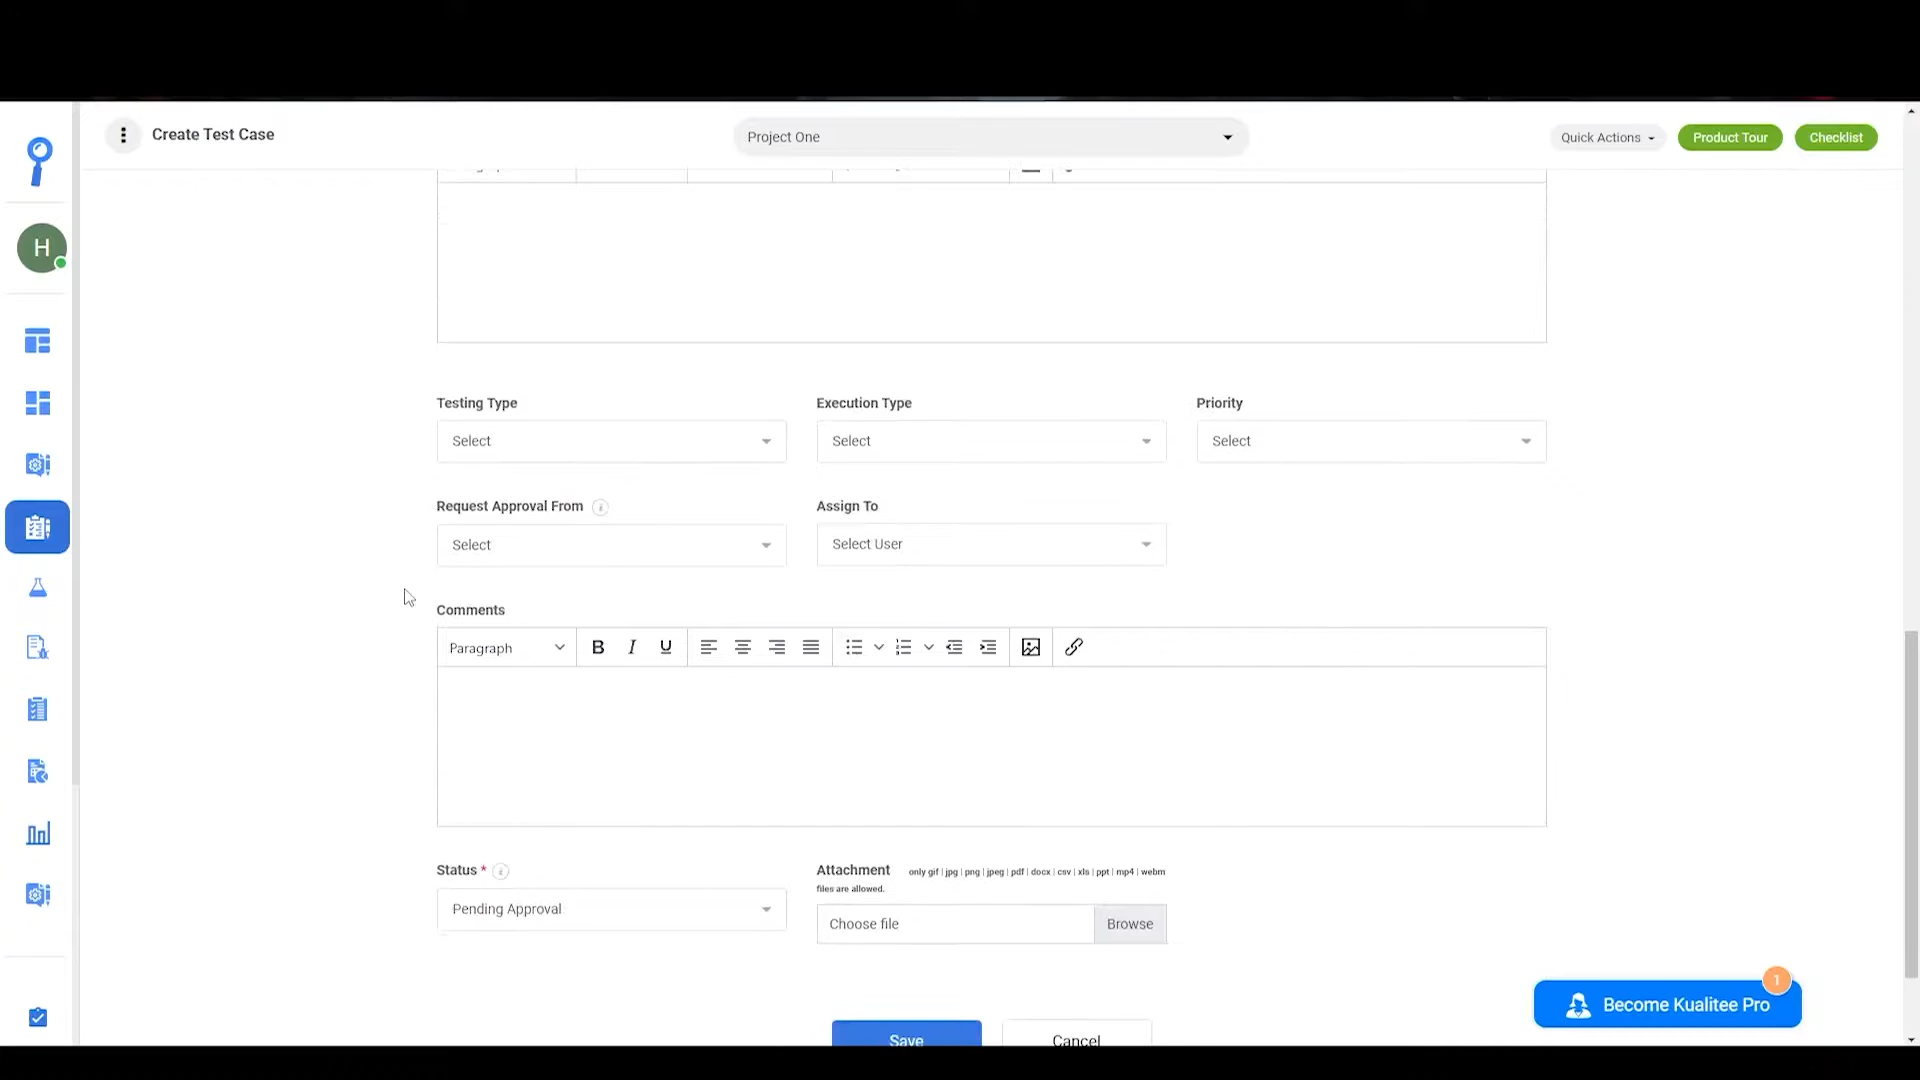 Create Test Case
Project One
Quick Actions
Product Tour
Checklist
H
Testing Type
Execution Type
Priority
Select
Select
Select
Request Approval From
Assign To
Select
Select User
Comments
Paragraph
B I U
Status *
Attachment only gif | jpg | png | jpeg | pdf | docx | csv | xls | ppt | mp4 | webm
files are allowed.
Pending Approval
Choose file
Browse
1
Become Kualitee Pro
Save
Cancel